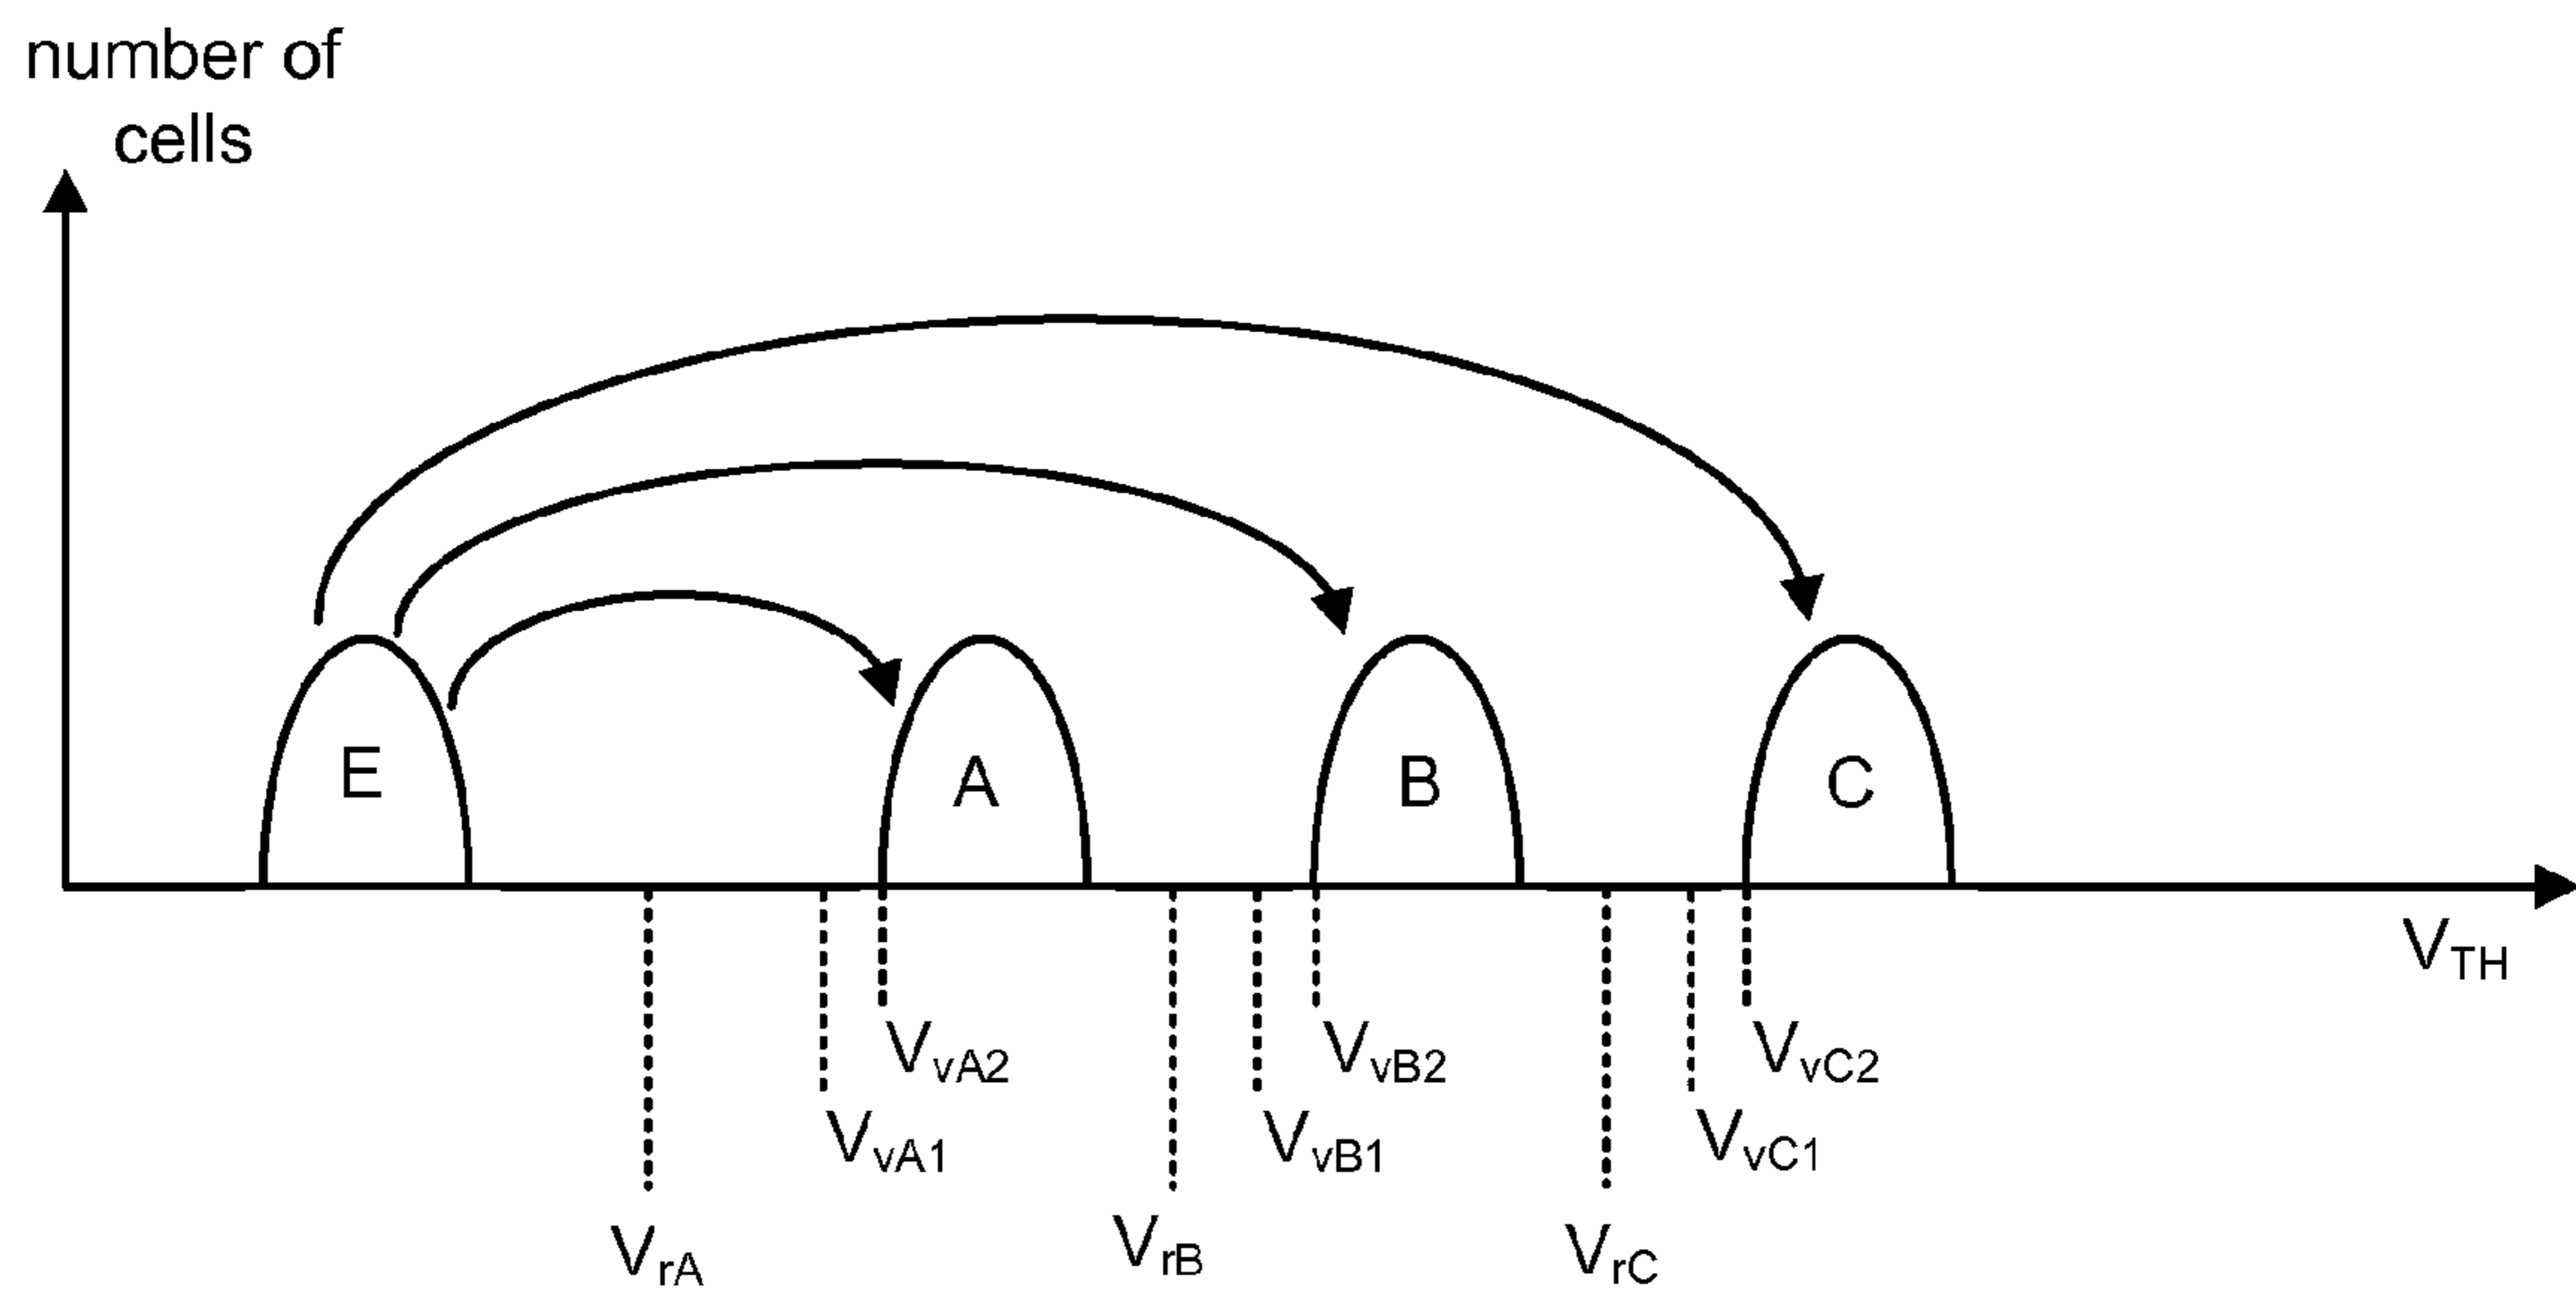 number of
cells
E
A
B
C
V_TH
V_vA2
V_vB2
V_vC2
V_vA1
V_vB1
V_vC1
V_rA
V_rB
V_rC